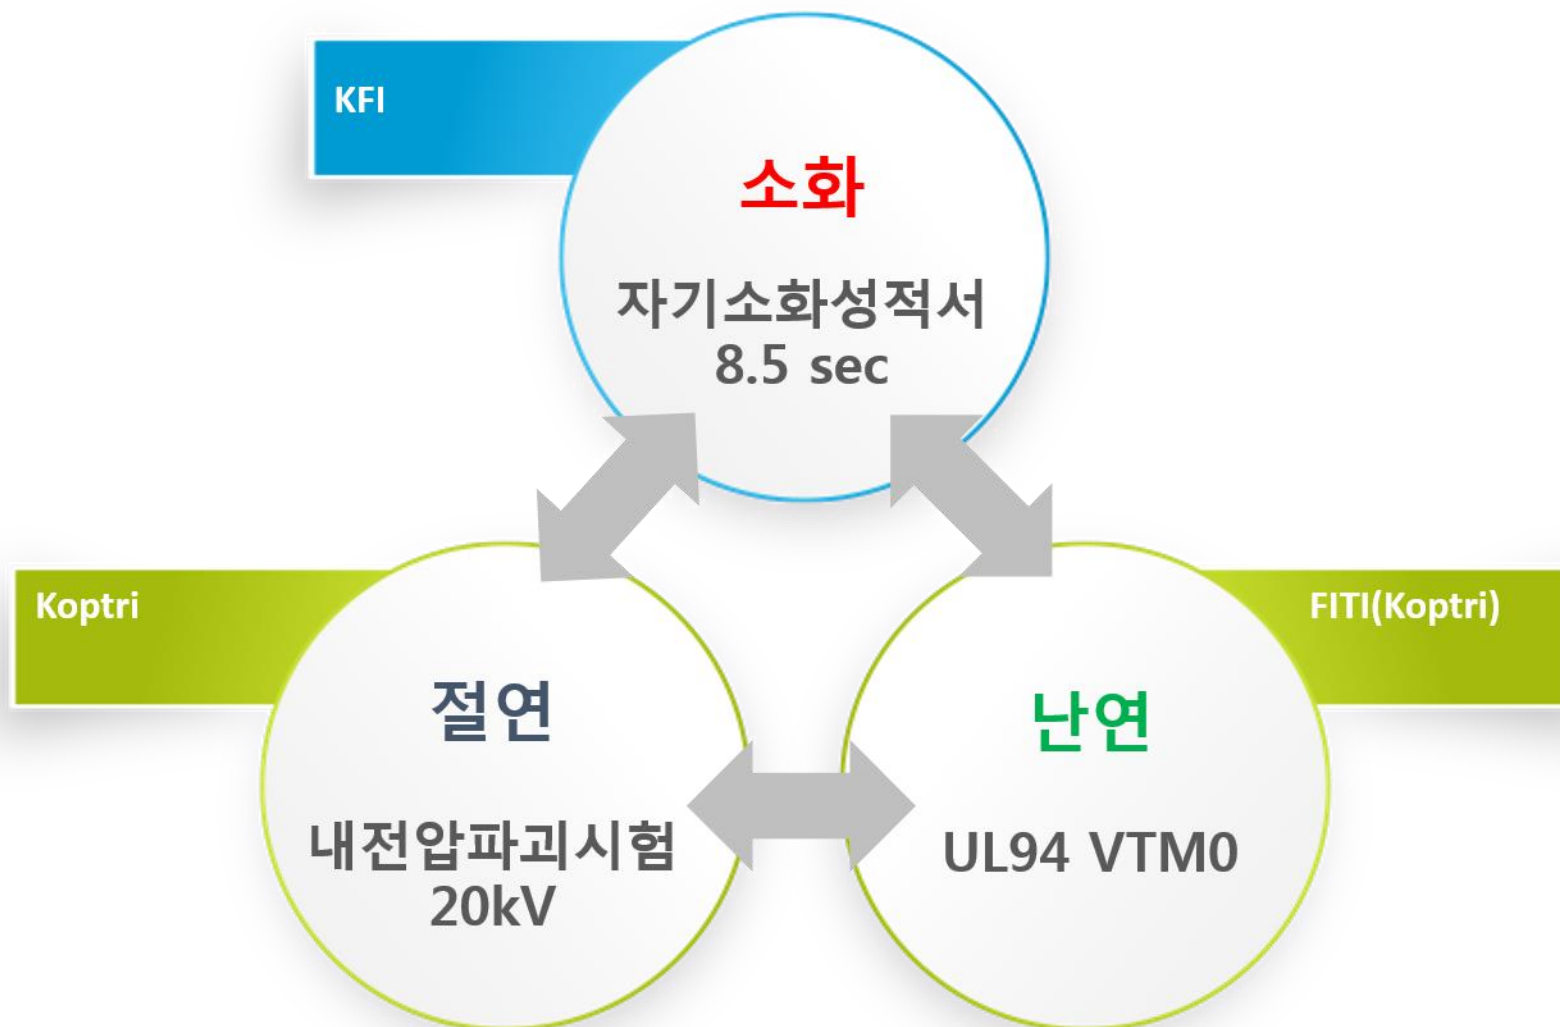 KFI
소화
자기소화성적서
8.5 sec
Koptri
절연
내전압파괴시험
20kV
FITI(Koptri)
난연
UL94 VTM0